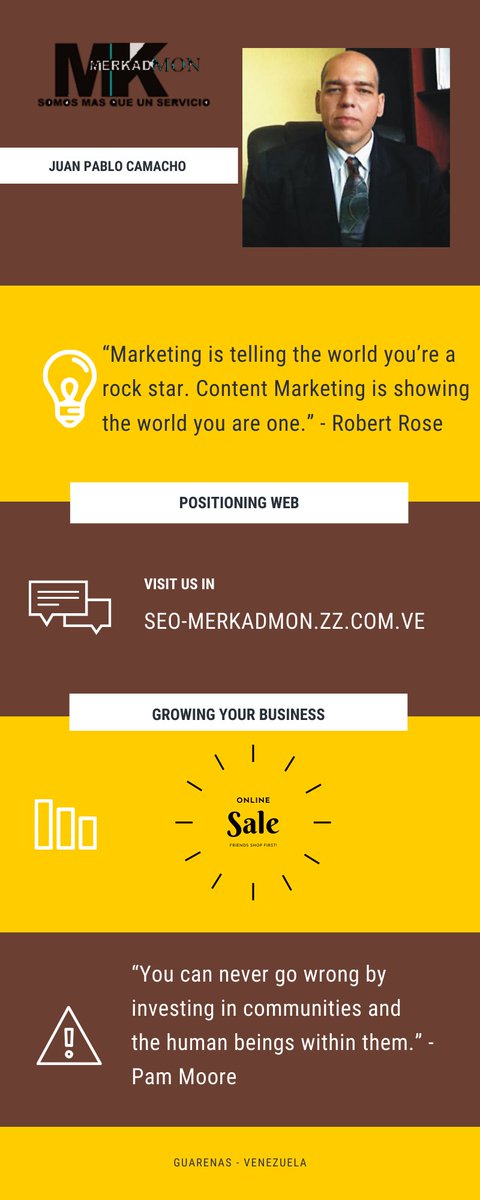 MK
MERKADMON
SOMOS MAS QUE UN SERVICIO
JUAN PABLO CAMACHO
“Marketing is telling the world you’re a
rock star. Content Marketing is showing
the world you are one.” - Robert Rose
POSITIONING WEB
VISIT US IN
SEO-MERKADMON.ZZ.COM.VE
GROWING YOUR BUSINESS
ONLINE
Sale
FRIENDS SHOP FIRST!
“You can never go wrong by
investing in communities and
the human beings within them.” -
Pam Moore
GUARENAS - VENEZUELA